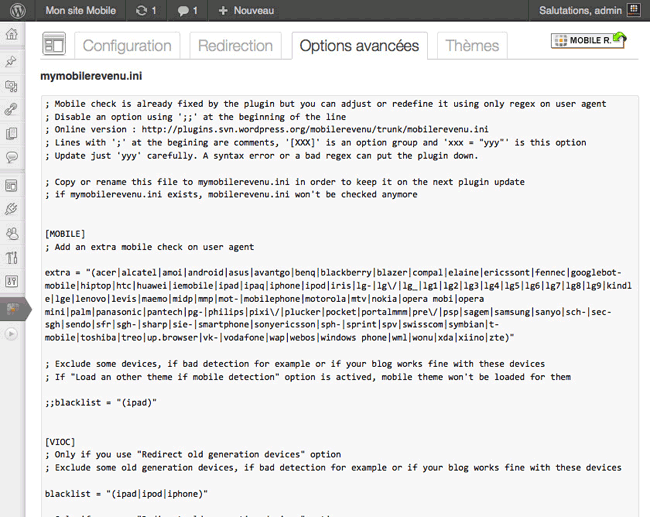 Mon site Mobile 1 1 + Nouveau Salutations, admin
Configuration Redirection Options avancées Thèmes MOBILE R.
mymobilerevenu.ini
; Mobile check is already fixed by the plugin but you can adjust or redefine it using only regex on user agent
; Disable an option using ';;' at the beginning of the line
; Online version : http://plugins.svn.wordpress.org/mobilerevenu/trunk/mobilerevenu.ini
; Lines with ';' at the begining are comments, '[XXX]' is an option group and 'xxx = "yyy"' is this option
; Update just 'yyy' carefully. A syntax error or a bad regex can put the plugin down.
; Copy or rename this file to mymobilerevenu.ini in order to keep it on the next plugin update
; if mymobilerevenu.ini exists, mobilerevenu.ini won't be checked anymore
[MOBILE]
; Add an extra mobile check on user agent
extra = "(acer|alcatel|amoi|android|asus|avantgo|benq|blackberry|blazer|compal|elaine|ericssont|fennec|googlebot-
mobile|hiptop|htc|huawei|iemobile|ipad|ipaq|iphone|ipod|iris|lg-|lg\/|lg_|lg1|lg2|lg3|lg4|lg5|lg6|lg7|lg8|lg9|kindl
e|lge|lenovo|levis|maemo|midp|mmp|mot-|mobilephone|motorola|mtv|nokia|opera mobi|opera
mini|palm|panasonic|pantech|pg-|philips|pixi\/|plucker|pocket|portalmmm|pre\/|psp|sagem|samsung|sanyo|sch-|sec-
sgh|sendo|sfr|sgh-|sharp|sie-|smartphone|sonyericsson|sph-|sprint|spv|swisscom|symbian|t-
mobile|toshiba|treo|up.browser|vk-|vodafone|wap|webos|windows phone|wml|wonu|xda|xiino|zte)"
; Exclude some devices, if bad detection for example or if your blog works fine with these devices
; If "Load an other theme if mobile detection" option is actived, mobile theme won't be loaded for them
;;blacklist = "(ipad)"
[VIOC]
; Only if you use "Redirect old generation devices" option
; Exclude some old generation devices, if bad detection for example or if your blog works fine with these devices
blacklist = "(ipad|ipod|iphone)"